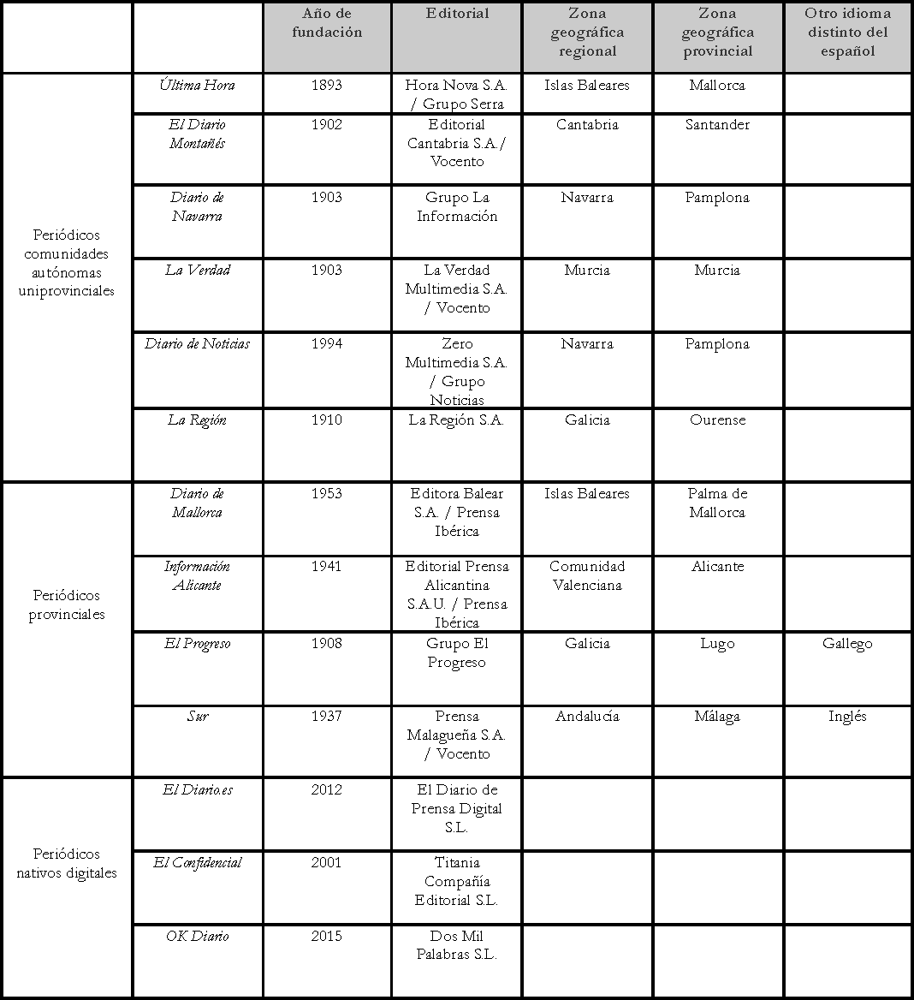 Año de
fundación
Editorial
Zona
geográfica
regional
Zona
geográfica
provincial
Otro idioma
distinto del
español
Periódicos
comunidades
autónomas
uniprovinciales
Última Hora
1893
Hora Nova S.A.
/ Grupo Serra
Islas Baleares
Mallorca
El Diario
Montañés
1902
Editorial
Cantabria S.A./
Vocento
Cantabria
Santander
Diario de
Navarra
1903
Grupo La
Información
Navarra
Pamplona
La Verdad
1903
La Verdad
Multimedia S.A.
/ Vocento
Murcia
Murcia
Diario de Noticias
1994
Zero
Multimedia S.A.
/ Grupo
Noticias
Navarra
Pamplona
La Región
1910
La Región S.A.
Galicia
Ourense
Periódicos
provinciales
Diario de
Mallorca
1953
Editora Balear
S.A. / Prensa
Ibérica
Islas Baleares
Palma de
Mallorca
Información
Alicante
1941
Editorial Prensa
Alicantina
S.A.U. / Prensa
Ibérica
Comunidad
Valenciana
Alicante
El Progreso
1908
Grupo El
Progreso
Galicia
Lugo
Gallego
Sur
1937
Prensa
Malagueña S.A.
/ Vocento
Andalucía
Málaga
Inglés
Periódicos
nativos digitales
El Diario.es
2012
El Diario de
Prensa Digital
S.L.
El Confidencial
2001
Titania
Compañía
Editorial S.L.
OK Diario
2015
Dos Mil
Palabras S.L.